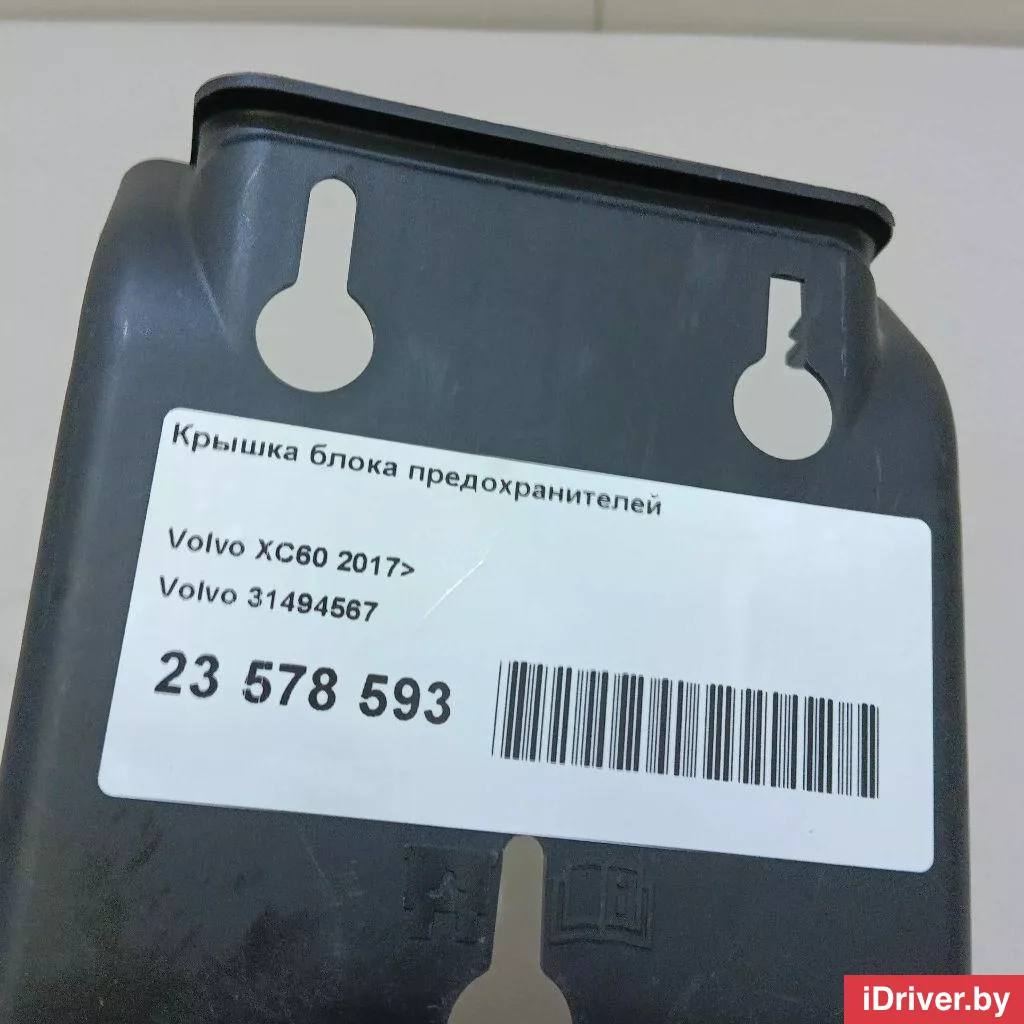 Крышка блока предохранителей
Volvo XC60 2017>
Volvo 31494567
23 578 593
iDriver.by